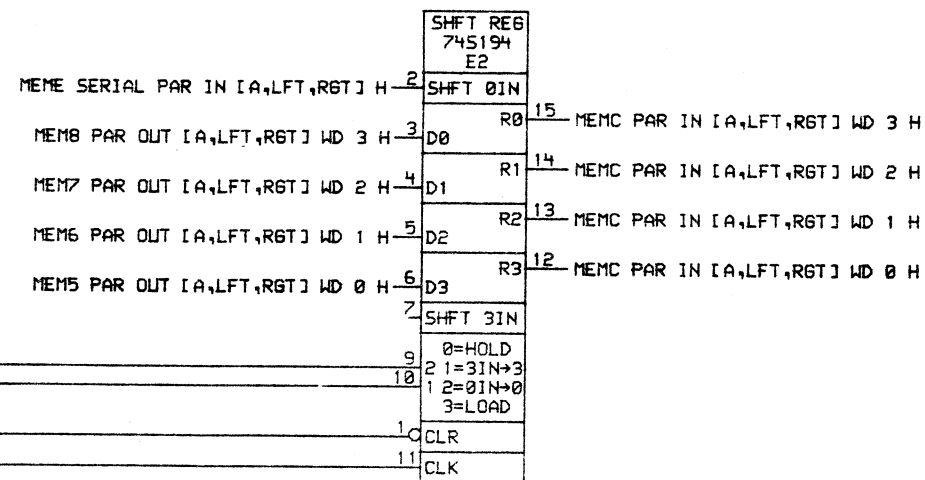 SHFT REG
74S194
E2
MEME SERIAL PAR IN [A,LFT,RGT] H 2 SHFT 0IN
R0 15 MEMC PAR IN [A,LFT,RGT] WD 3 H
MEM8 PAR OUT [A,LFT,RGT] WD 3 H 3 D0
R1 14 MEMC PAR IN [A,LFT,RGT] WD 2 H
MEM7 PAR OUT [A,LFT,RGT] WD 2 H 4 D1
R2 13 MEMC PAR IN [A,LFT,RGT] WD 1 H
MEM6 PAR OUT [A,LFT,RGT] WD 1 H 5 D2
R3 12 MEMC PAR IN [A,LFT,RGT] WD 0 H
MEM5 PAR OUT [A,LFT,RGT] WD 0 H 6 D3
7 SHFT 3IN
0=HOLD
9 2 1=3IN→3
10 1 2=0IN→0
3=LOAD
1 CLR
11 CLK